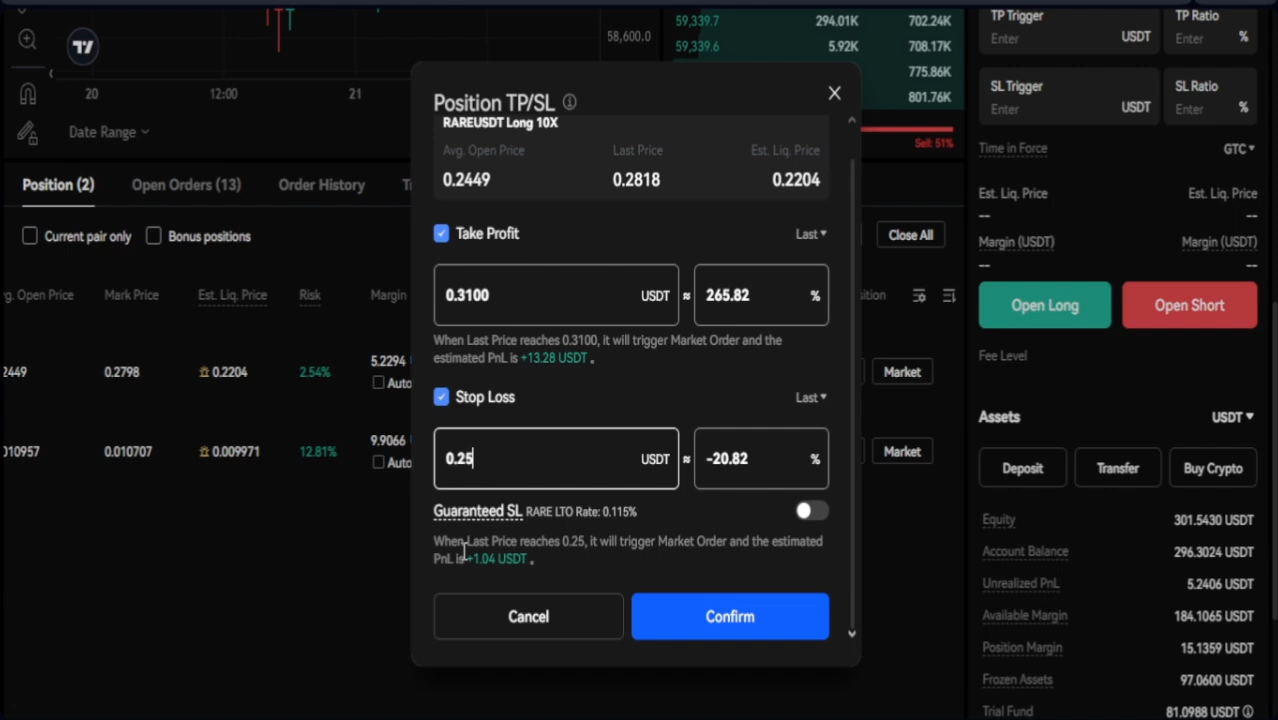 59,339.7 294.01K 702.24K
59,339.6 5.92K 708.17K
775.86K
801.76K
58,600.0
20 12:00 21
Date Range
Sell: 51%
Position (2) Open Orders (13) Order History
Current pair only Bonus positions Close All
Open Price Mark Price Est. Liq. Price Risk Margin
2449 0.2798 0.2204 2.54% 5.2294
Auto Market
010957 0.010707 0.009971 12.81% 9.9066
Auto Market
Position TP/SL
RAREUSDT Long 10X
Avg. Open Price Last Price Est. Liq. Price
0.2449 0.2818 0.2204
Take Profit Last
0.3100 USDT ≈ 265.82 %
When Last Price reaches 0.3100, it will trigger Market Order and the
estimated PnL is +13.28 USDT 。
Stop Loss Last
0.25 USDT ≈ -20.82 %
Guaranteed SL RARE LTO Rate: 0.115%
When Last Price reaches 0.25, it will trigger Market Order and the estimated
PnL is +1.04 USDT 。
Cancel Confirm
TP Trigger TP Ratio
Enter USDT Enter %
SL Trigger SL Ratio
Enter USDT Enter %
Time in Force GTC
Est. Liq. Price Est. Liq. Price
-- --
Margin (USDT) Margin (USDT)
-- --
Open Long Open Short
Fee Level
Assets USDT
Deposit Transfer Buy Crypto
Equity 301.5430 USDT
Account Balance 296.3024 USDT
Unrealized PnL 5.2406 USDT
Available Margin 184.1065 USDT
Position Margin 15.1359 USDT
Frozen Assets 97.0600 USDT
Trial Fund 81.0988 USDT